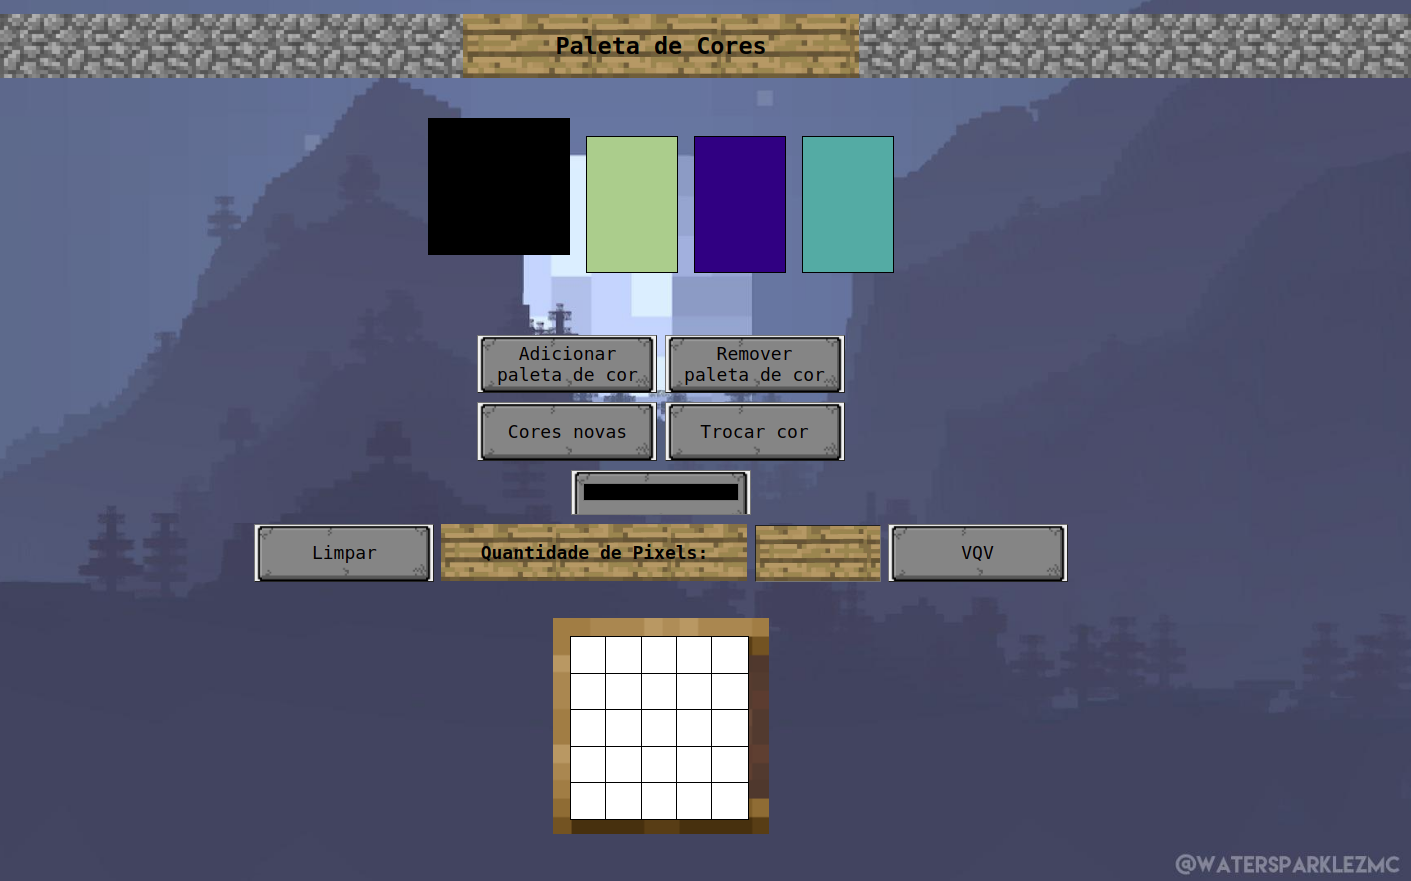 Paleta de Cores
Adicionar
paleta de cor
Remover
paleta de cor
Cores novas
Trocar cor
Limpar
Quantidade de Pixels:
VQV
@WATERSPARKLEZMC